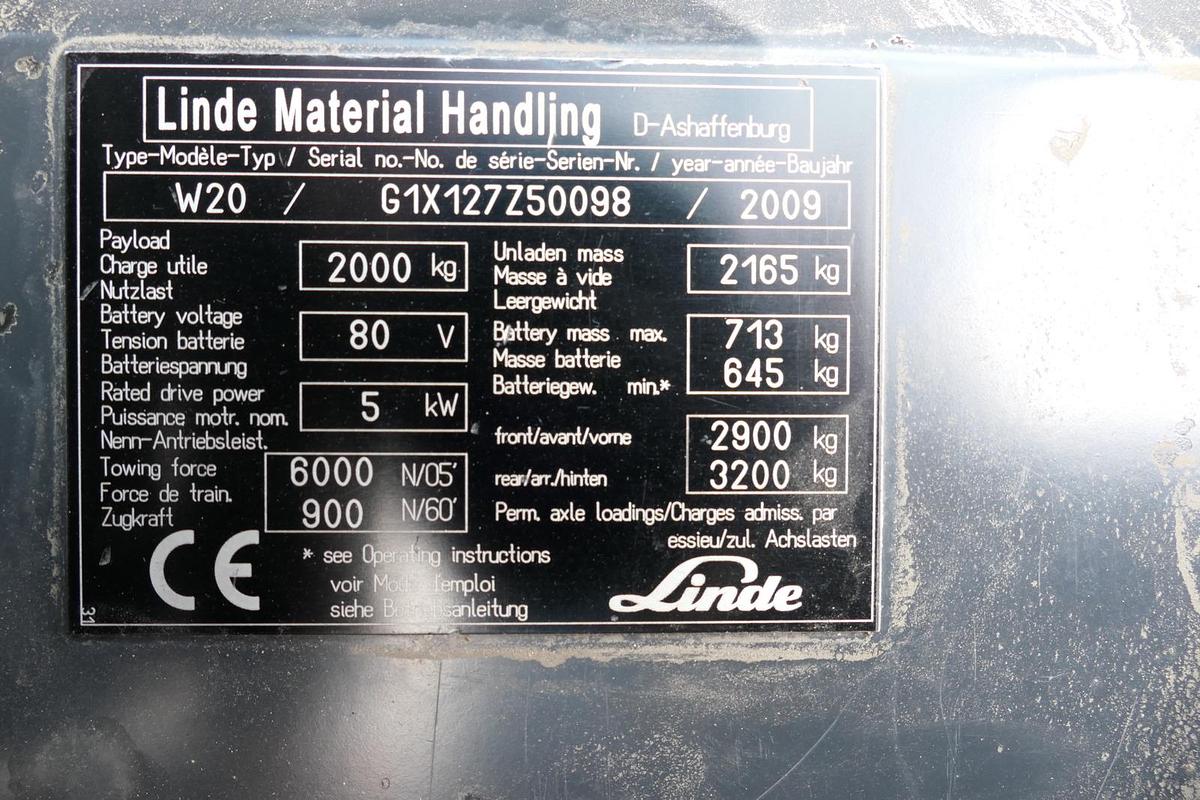 Linde Material Handling D-Ashaffenburg
Type-Modèle-Typ / Serial no.-No. de série-Serien-Nr. / year-année-Baujahr
W20 / G1X127Z50098 / 2009
Payload
Charge utile
Nutzlast
2000 kg
Battery voltage
Tension batterie
Batteriespannung
80 V
Rated drive power
Puissance motr. nom.
Nenn-Antriebsleist.
5 kW
Towing force
Force de train.
Zugkraft
6000 N/05'
900 N/60'
Unladen mass
Masse à vide
Leergewicht
2165 kg
Battery mass max.
Masse batterie
Batteriegew. min.*
713 kg
645 kg
front/avant/vorne 2900 kg
rear/arr./hinten 3200 kg
Perm. axle loadings/Charges admiss. par
essieu/zul. Achslasten
CE
* see Operating instructions
voir Mode d'emploi
siehe Betriebsanleitung
Linde
31